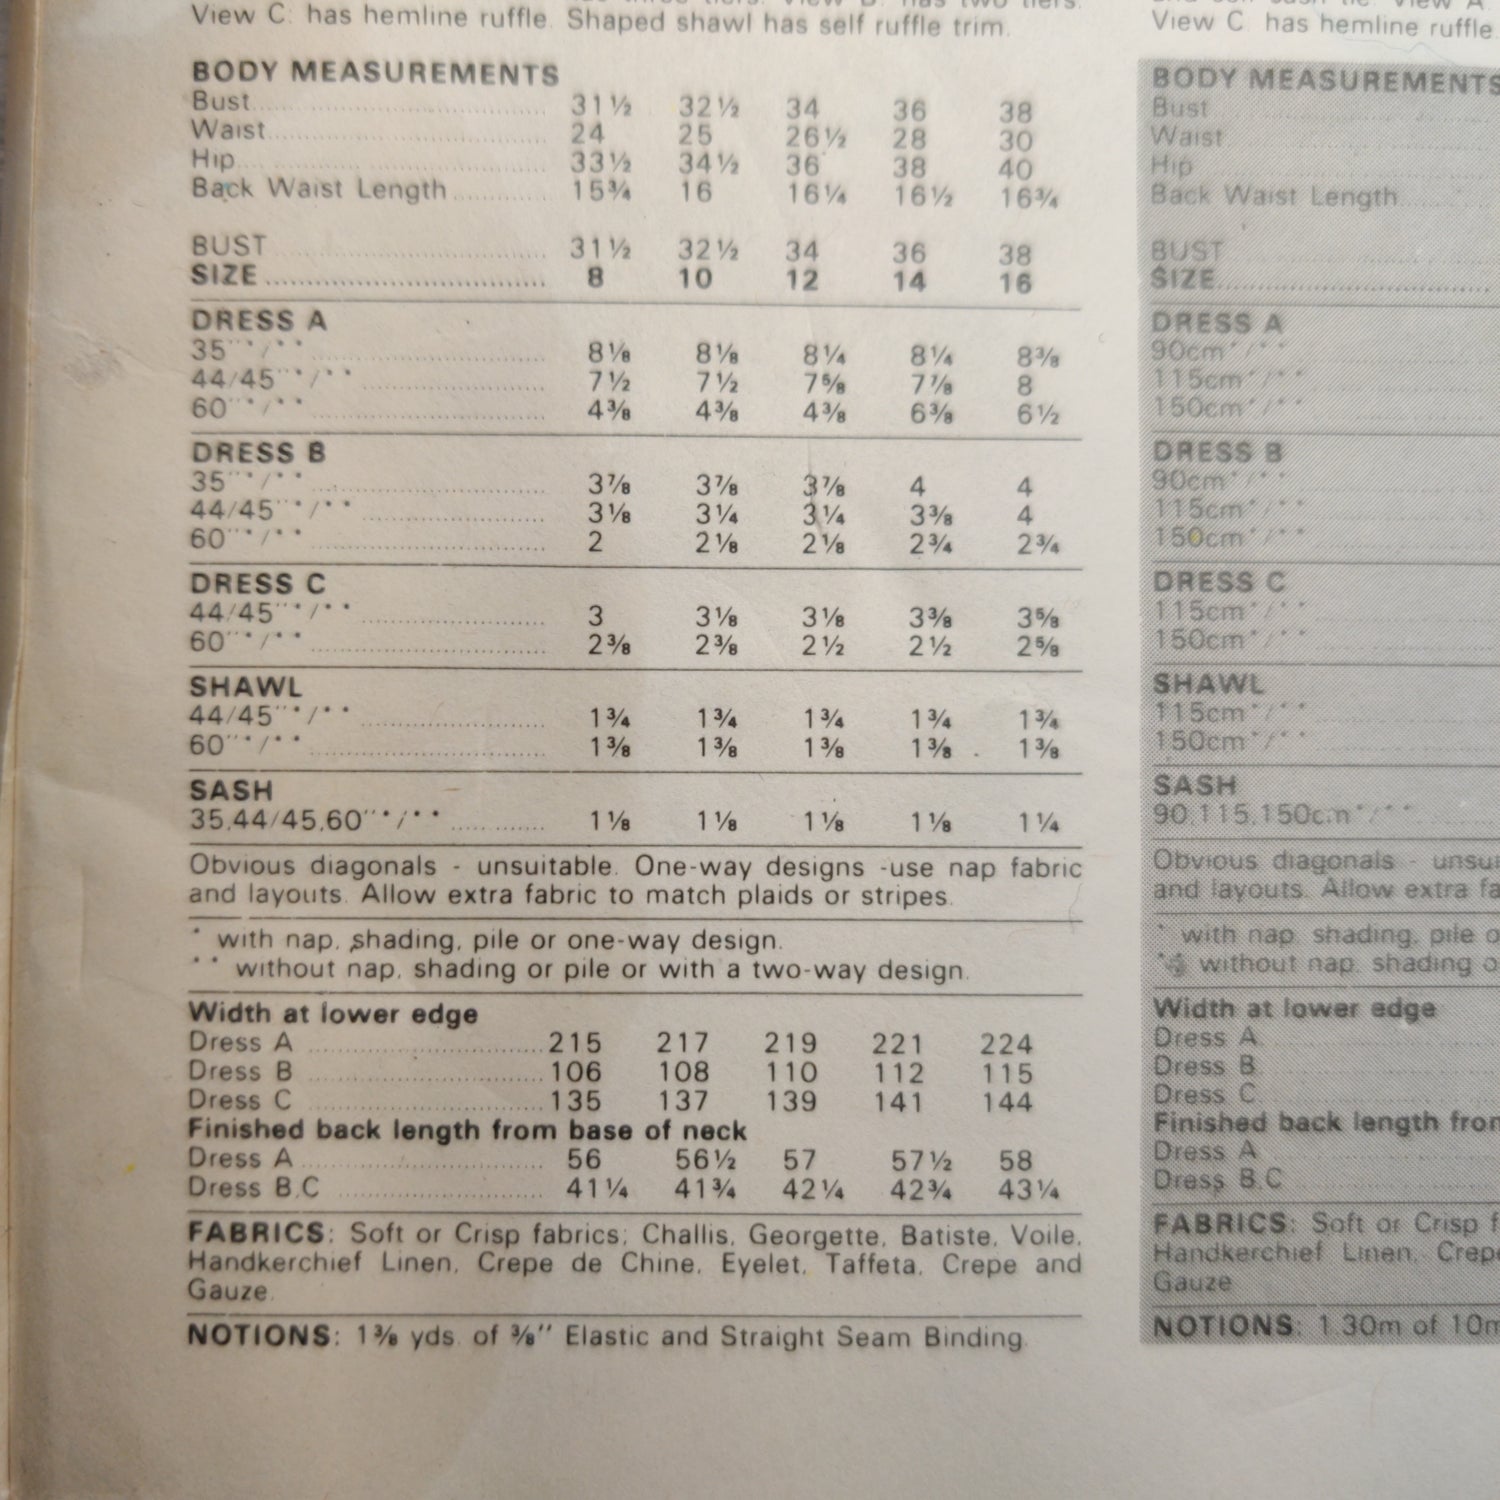 View C: has hemline ruffle. Shaped shawl has self ruffle trim.
BODY MEASUREMENTS
Bust 31½ 32½ 34 36 38
Waist 24 25 26½ 28 30
Hip 33½ 34½ 36 38 40
Back Waist Length 15¾ 16 16¼ 16½ 16¾
BUST 31½ 32½ 34 36 38
SIZE 8 10 12 14 16
DRESS A
35"*/** 8⅛ 8⅛ 8¼ 8¼ 8⅜
44/45"*/** 7½ 7½ 7⅝ 7⅞ 8
60"*/** 4⅜ 4⅜ 4⅜ 6⅜ 6½
DRESS B
35"*/** 3⅞ 3⅞ 3⅞ 4 4
44/45"*/** 3⅛ 3¼ 3¼ 3⅜ 4
60"*/** 2 2⅛ 2⅛ 2¾ 2¾
DRESS C
44/45"*/** 3 3⅛ 3⅛ 3⅜ 3⅝
60"*/** 2⅜ 2⅜ 2½ 2½ 2⅝
SHAWL
44/45"*/** 1¾ 1¾ 1¾ 1¾ 1¾
60"*/** 1⅜ 1⅜ 1⅜ 1⅜ 1⅜
SASH
35,44/45,60"*/** 1⅛ 1⅛ 1⅛ 1⅛ 1¼
Obvious diagonals - unsuitable. One-way designs -use nap fabric
and layouts. Allow extra fabric to match plaids or stripes.
* with nap, shading, pile or one-way design.
** without nap, shading or pile or with a two-way design.
Width at lower edge
Dress A 215 217 219 221 224
Dress B 106 108 110 112 115
Dress C 135 137 139 141 144
Finished back length from base of neck
Dress A 56 56½ 57 57½ 58
Dress B,C 41¼ 41¾ 42¼ 42¾ 43¼
FABRICS: Soft or Crisp fabrics; Challis, Georgette, Batiste, Voile,
Handkerchief Linen, Crepe de Chine, Eyelet, Taffeta, Crepe and
Gauze.
NOTIONS: 1⅜ yds. of ⅜" Elastic and Straight Seam Binding.
View C: has hemline ruffle.
BODY MEASUREMENTS
Bust
Waist
Hip
Back Waist Length
BUST
SIZE
DRESS A
90cm*/**
115cm*/**
150cm*/**
DRESS B
90cm*/**
115cm*/**
150cm*/**
DRESS C
115cm*/**
150cm*/**
SHAWL
115cm*/**
150cm*/**
SASH
90,115,150cm*/**
Obvious diagonals -
and layouts. Allow extra
* with nap, shading, pile
without nap, shading
Width at lower edge
Dress A
Dress B
Dress C
Finished back length
Dress A
Dress B,C
FABRICS: Soft or Crisp
Handkerchief Linen,
Gauze
NOTIONS: 1.30m of